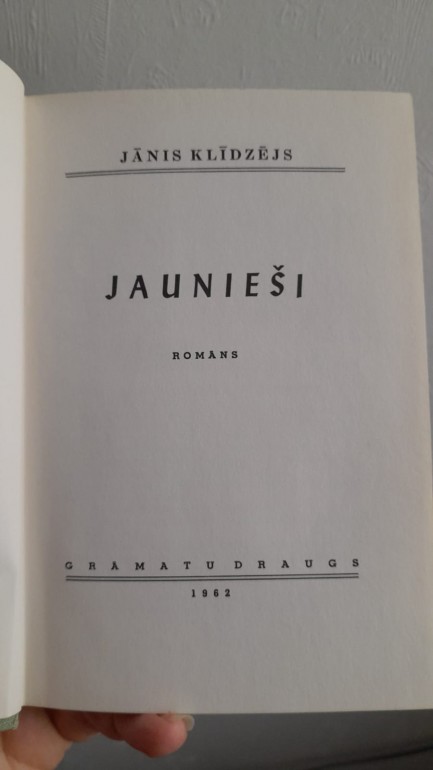 JĀNIS KLĪDZĒJS
JAUNIEŠI
ROMĀNS
GRĀMATU DRAUGS
1962